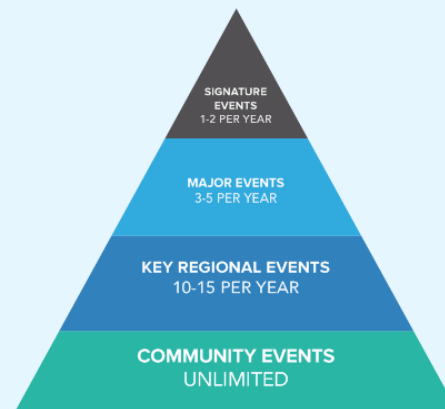 SIGNATURE
EVENTS
1-2 PER YEAR
MAJOR EVENTS
3-5 PER YEAR
KEY REGIONAL EVENTS
10-15 PER YEAR
COMMUNITY EVENTS
UNLIMITED